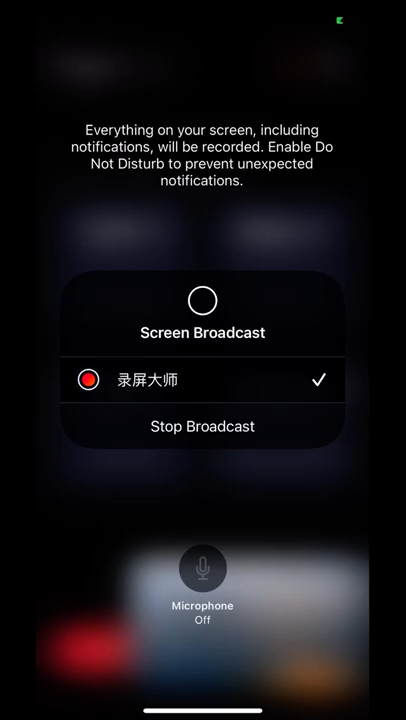 Everything on your screen, including
notifications, will be recorded. Enable Do
Not Disturb to prevent unexpected
notifications.
Screen Broadcast
录屏大师
Stop Broadcast
Microphone
Off